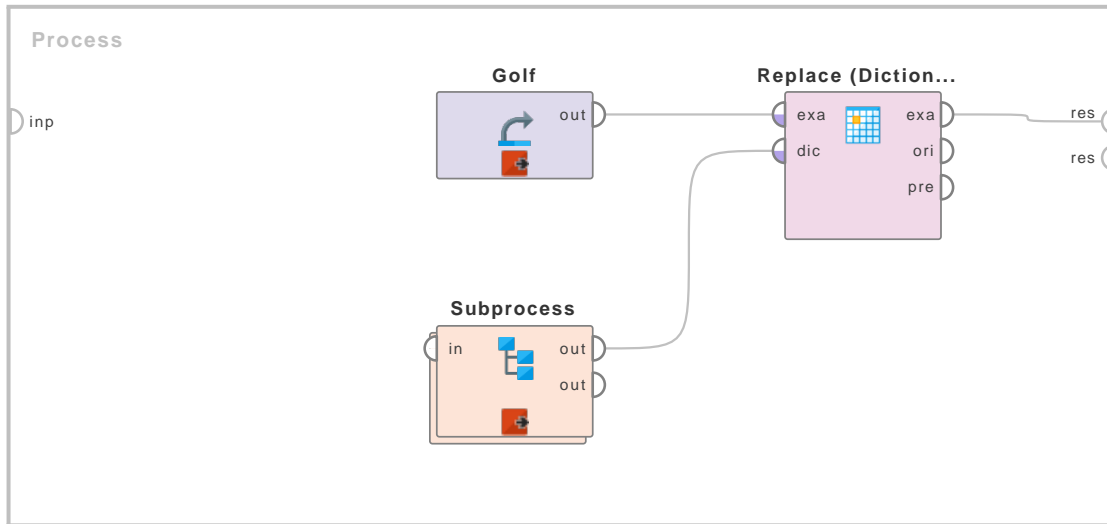 Process
Golf
Replace (Diction...
out
exa
exa
res
inp
dic
ori
res
pre
Subprocess
in
out
out